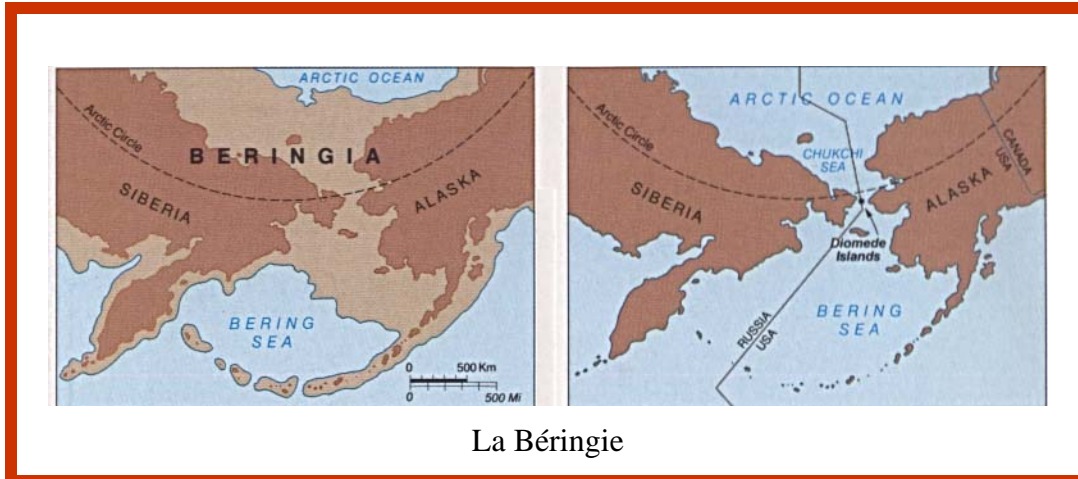 ARCTIC OCEAN
Arctic Circle
BERINGIA
SIBERIA
ALASKA
BERING
SEA
0 500 Km
0 500 Mi
ARCTIC OCEAN
Arctic Circle
CHUKCHI
SEA
CANADA
USA
SIBERIA
ALASKA
Diomede
Islands
RUSSIA
USA
BERING
SEA
La Béringie